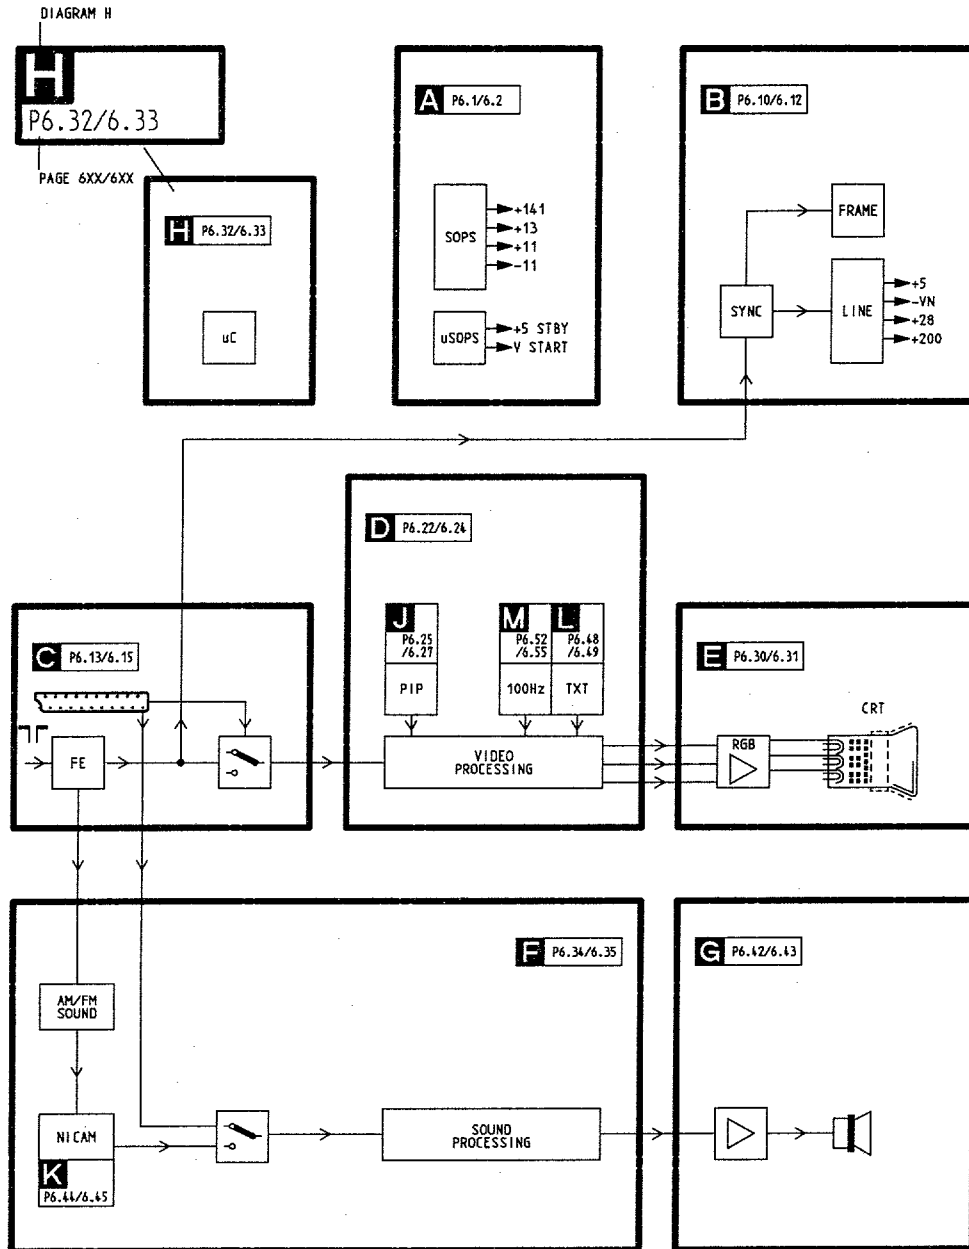 DIAGRAM H
H
P6.32/6.33
PAGE 6XX/6XX
H P6.32/6.33
uC
A P6.1/6.2
SOPS
+141
+13
+11
-11
uSOPS
+5 STBY
V START
B P6.10/6.12
FRAME
SYNC
LINE
+5
-VN
+28
+200
D P6.22/6.24
J
P6.25
/6.27
PIP
M
P6.52
/6.55
100Hz
L
P6.48
/6.49
TXT
VIDEO
PROCESSING
C P6.13/6.15
FE
E P6.30/6.31
CRT
RGB
F P6.34/6.35
AM/FM
SOUND
NICAM
K
P6.44/6.45
SOUND
PROCESSING
G P6.42/6.43